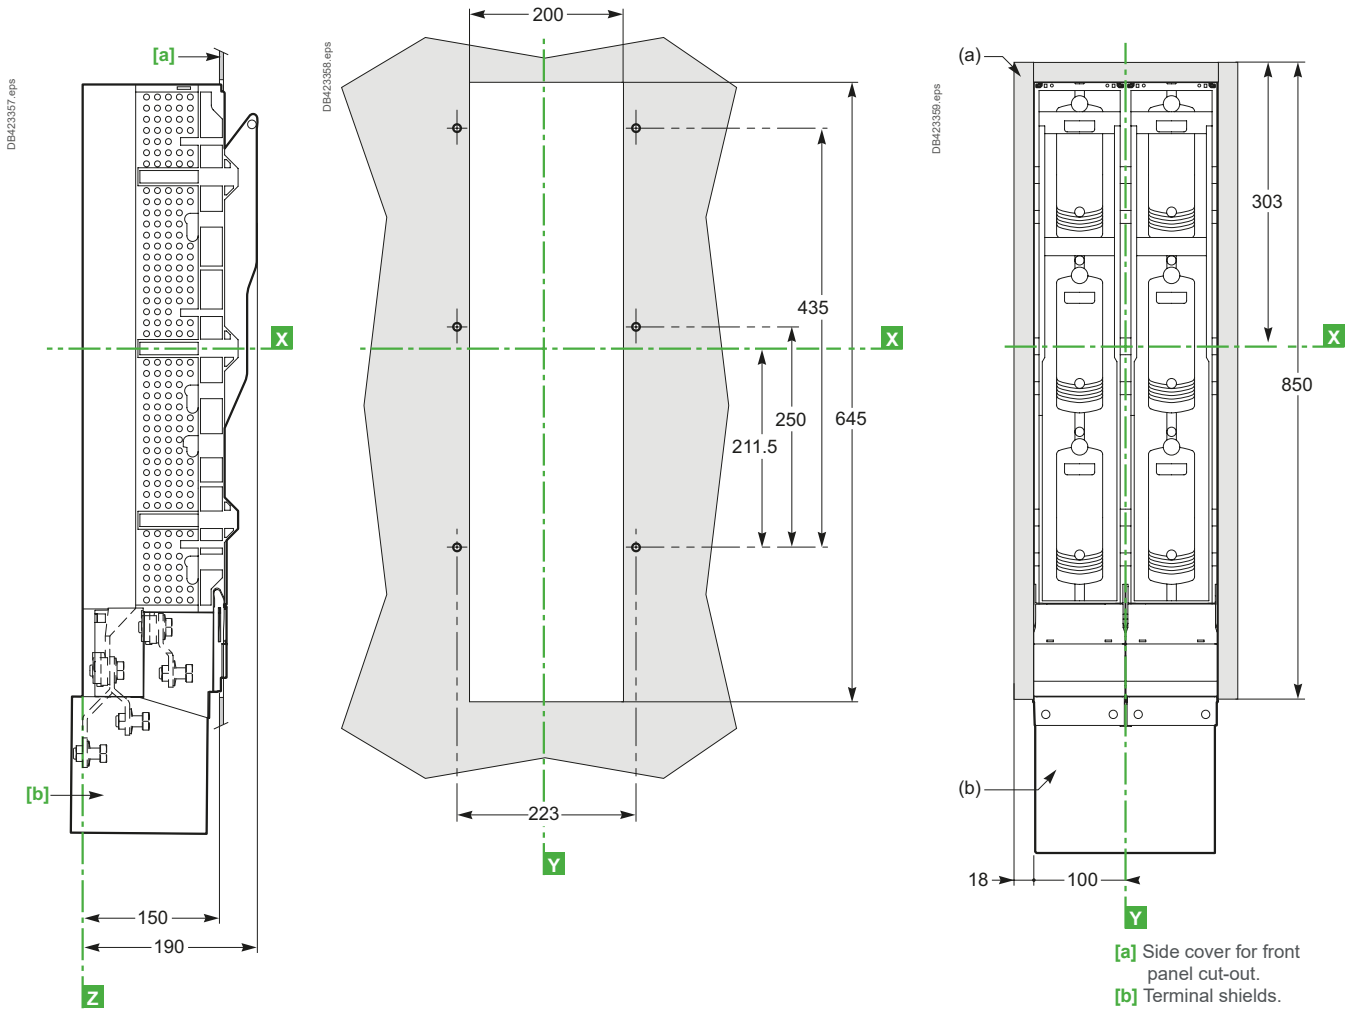 DB423357.eps
[a]
X
[b]
150
190
Z
DB423358.eps
200
435
X
250
645
211.5
223
Y
DB423359.eps
(a)
303
X
850
(b)
18
100
Y
[a] Side cover for front
panel cut-out.
[b] Terminal shields.